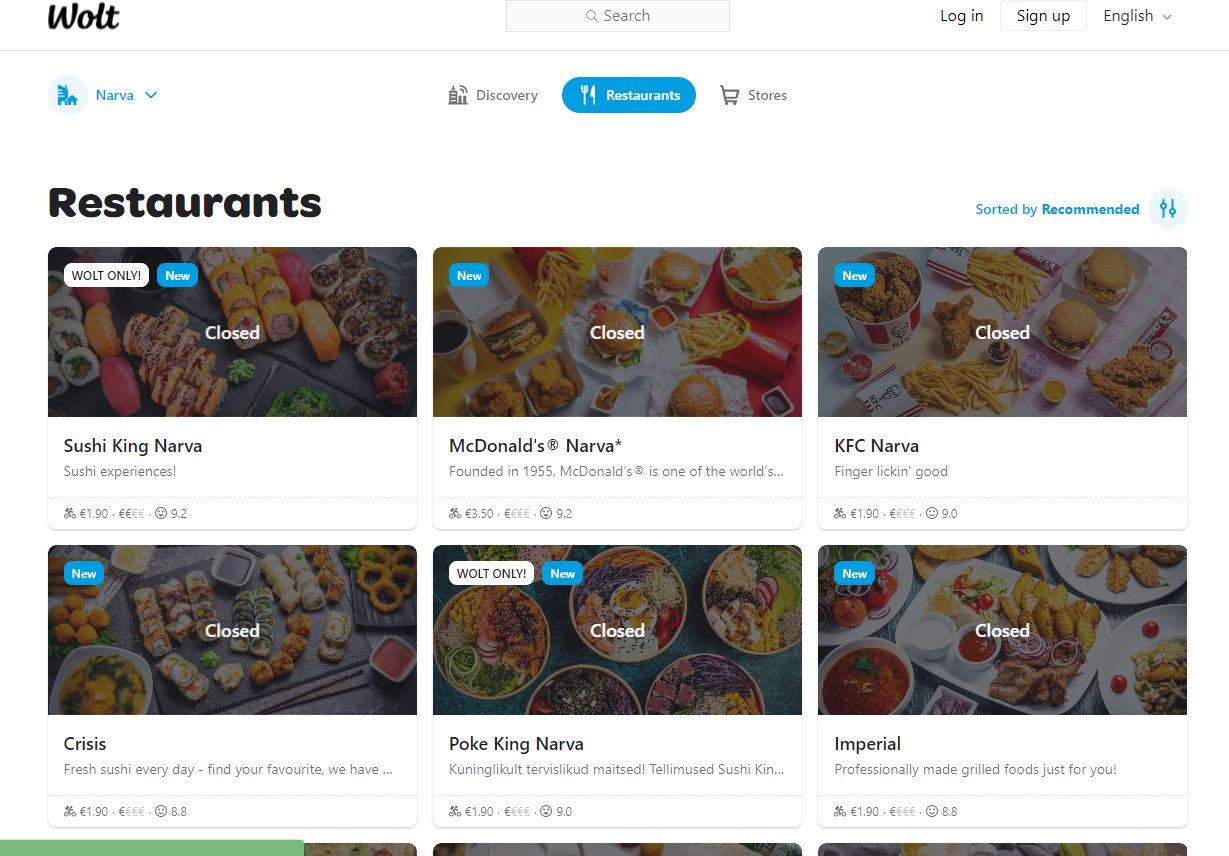 Wolt
Search
Log in
Sign up
English
Narva
Discovery
Restaurants
Stores
Restaurants
Sorted by Recommended
WOLT ONLY! New
Closed
New
Closed
New
Closed
Sushi King Narva
Sushi experiences!
€1.90 · €€€€ · 9.2
McDonald's® Narva*
Founded in 1955, McDonald's® is one of the world's...
€3.50 · €€€€ · 9.2
KFC Narva
Finger lickin' good
€1.90 · €€€€ · 9.0
New
Closed
WOLT ONLY! New
Closed
New
Closed
Crisis
Fresh sushi every day - find your favourite, we have ...
€1.90 · €€€€ · 8.8
Poke King Narva
Kuninglikult tervislikud maitsed! Tellimused Sushi Kin...
€1.90 · €€€€ · 9.0
Imperial
Professionally made grilled foods just for you!
€1.90 · €€€€ · 8.8